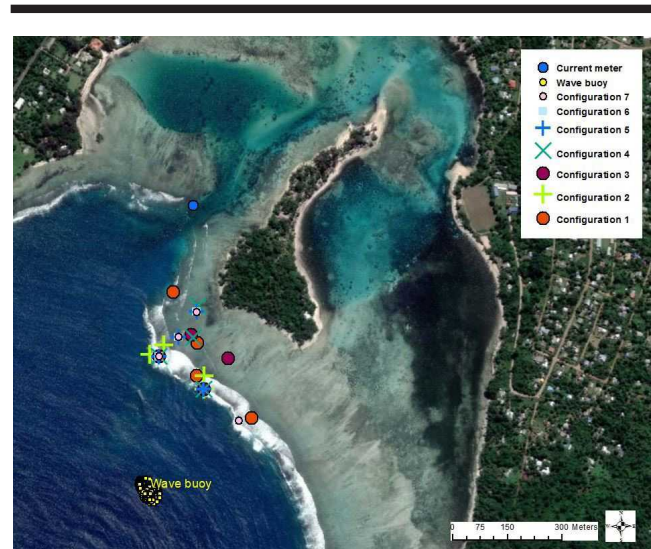 Current meter
Wave buoy
Configuration 7
Configuration 6
Configuration 5
Configuration 4
Configuration 3
Configuration 2
Configuration 1
Wave buoy
0 75 150 300 Meters